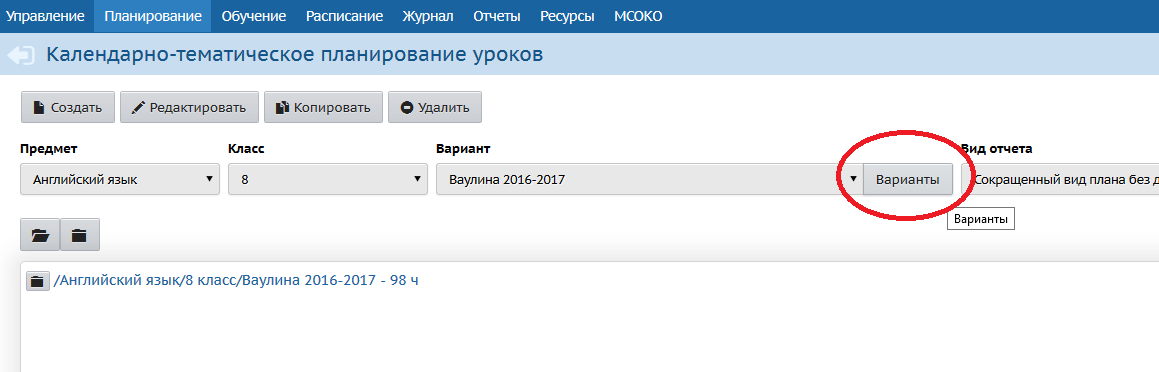 Управление Планирование Обучение Расписание Журнал Отчеты Ресурсы МСОКО
Календарно-тематическое планирование уроков
Создать Редактировать Копировать Удалить
Предмет Класс Вариант Вид отчета
Английский язык 8 Ваулина 2016-2017 Варианты Сокращенный вид плана без д
Варианты
/Английский язык/8 класс/Ваулина 2016-2017 - 98 ч